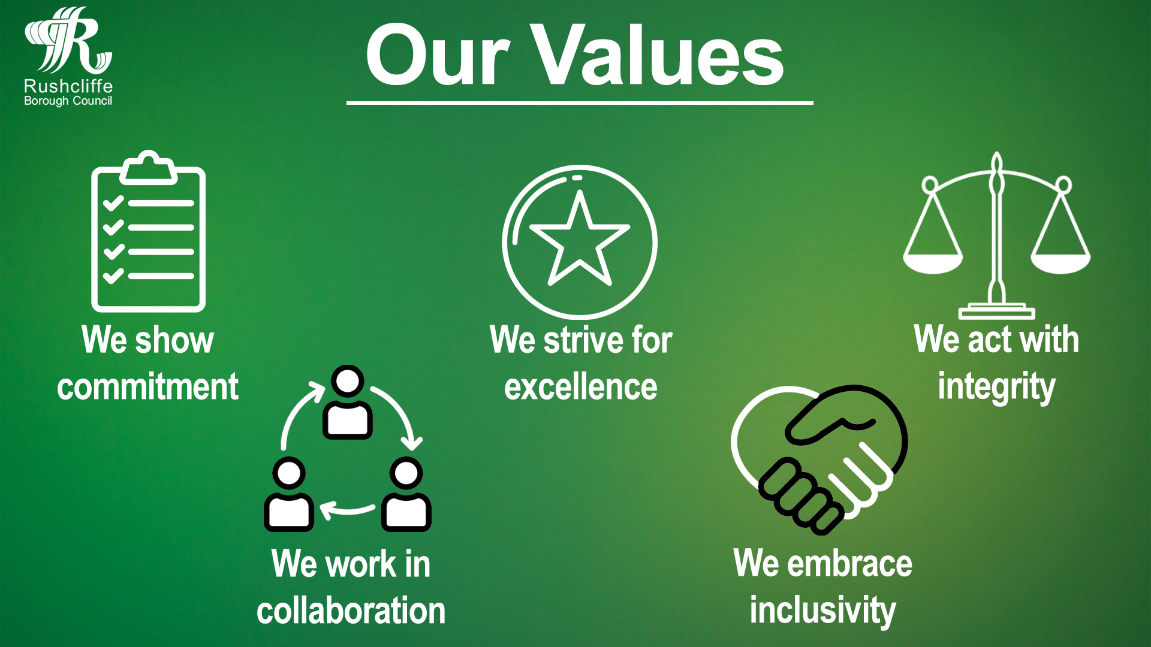 Rushcliffe
Borough Council
Our Values
We show
commitment
We strive for
excellence
We act with
integrity
We work in
collaboration
We embrace
inclusivity